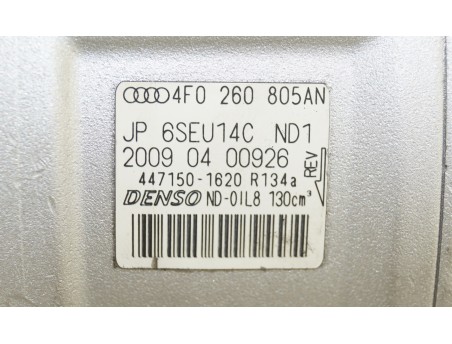 4F0 260 805AN
JP 6SEU14C ND1
2009 04 00926
REV
447150-1620 R134a
DENSO ND-OIL8 130cm³